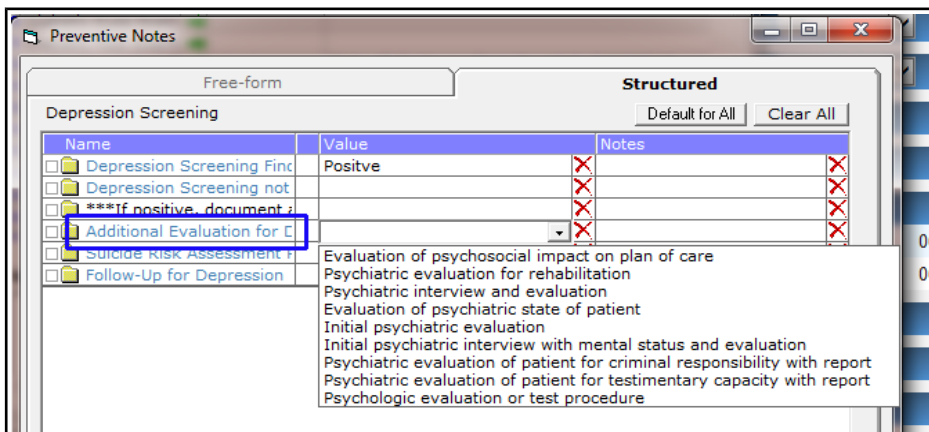 Preventive Notes
Free-form Structured
Depression Screening Default for All Clear All
Name Value Notes
Depression Screening Finc Positve
Depression Screening not
***If positive, document
Additional Evaluation for D
Suicide Risk Assessment
Follow-Up for Depression
Evaluation of psychosocial impact on plan of care
Psychiatric evaluation for rehabilitation
Psychiatric interview and evaluation
Evaluation of psychiatric state of patient
Initial psychiatric evaluation
Initial psychiatric interview with mental status and evaluation
Psychiatric evaluation of patient for criminal responsibility with report
Psychiatric evaluation of patient for testimentary capacity with report
Psychologic evaluation or test procedure